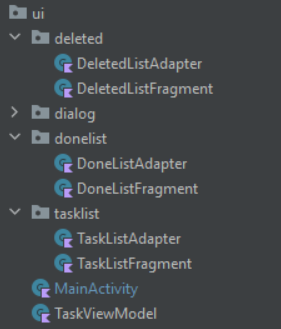 ui
deleted
DeletedListAdapter
DeletedListFragment
dialog
donelist
DoneListAdapter
DoneListFragment
tasklist
TaskListAdapter
TaskListFragment
MainActivity
TaskViewModel